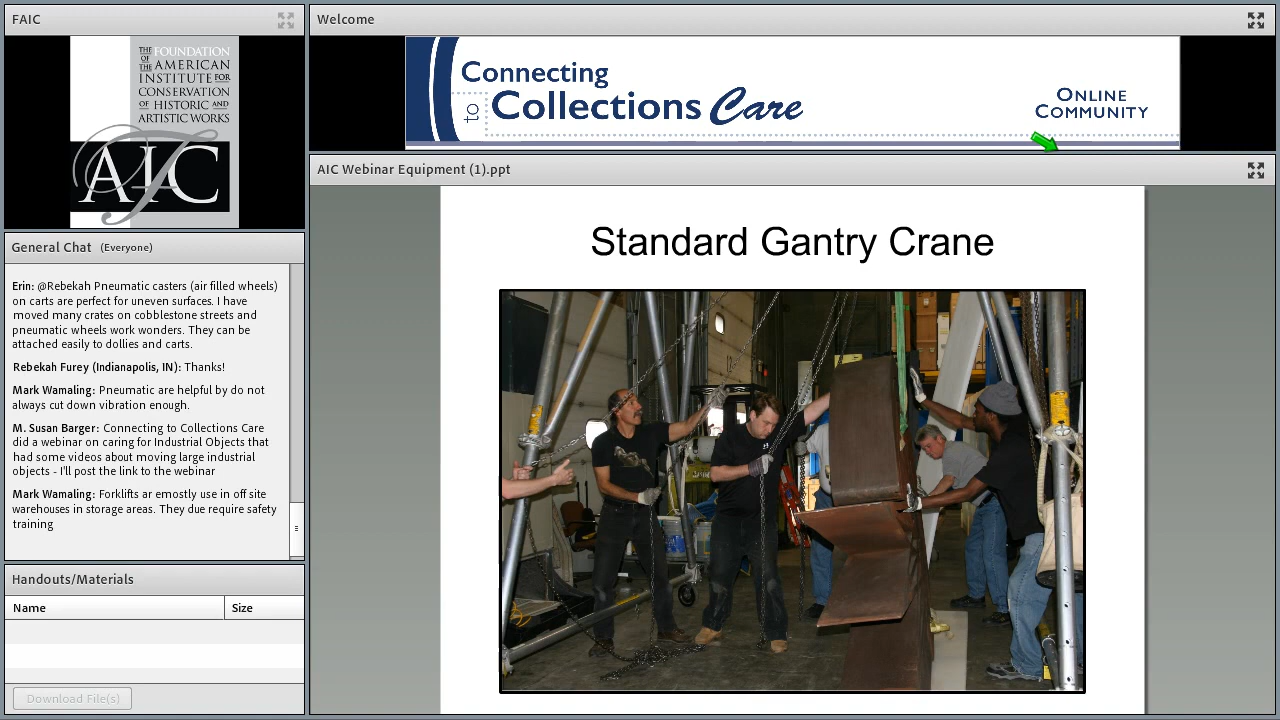 FAIC
THE FOUNDATION
OF THE AMERICAN
INSTITUTE FOR
CONSERVATION
OF HISTORIC AND
ARTISTIC WORKS
FAIC
General Chat (Everyone)
Erin: @Rebekah Pneumatic casters (air filled wheels)
on carts are perfect for uneven surfaces. I have
moved many crates on cobblestone streets and
pneumatic wheels work wonders. They can be
attached easily to dollies and carts.
Rebekah Furey (Indianapolis, IN): Thanks!
Mark Wamaling: Pneumatic are helpful by do not
always cut down vibration enough.
M. Susan Barger: Connecting to Collections Care
did a webinar on caring for Industrial Objects that
had some videos about moving large industrial
objects - I'll post the link to the webinar
Mark Wamaling: Forklifts ar emostly use in off site
warehouses in storage areas. They due require safety
training
Handouts/Materials
Name Size
Download File(s)
Welcome
Connecting
to Collections Care
ONLINE
COMMUNITY
AIC Webinar Equipment (1).ppt
Standard Gantry Crane